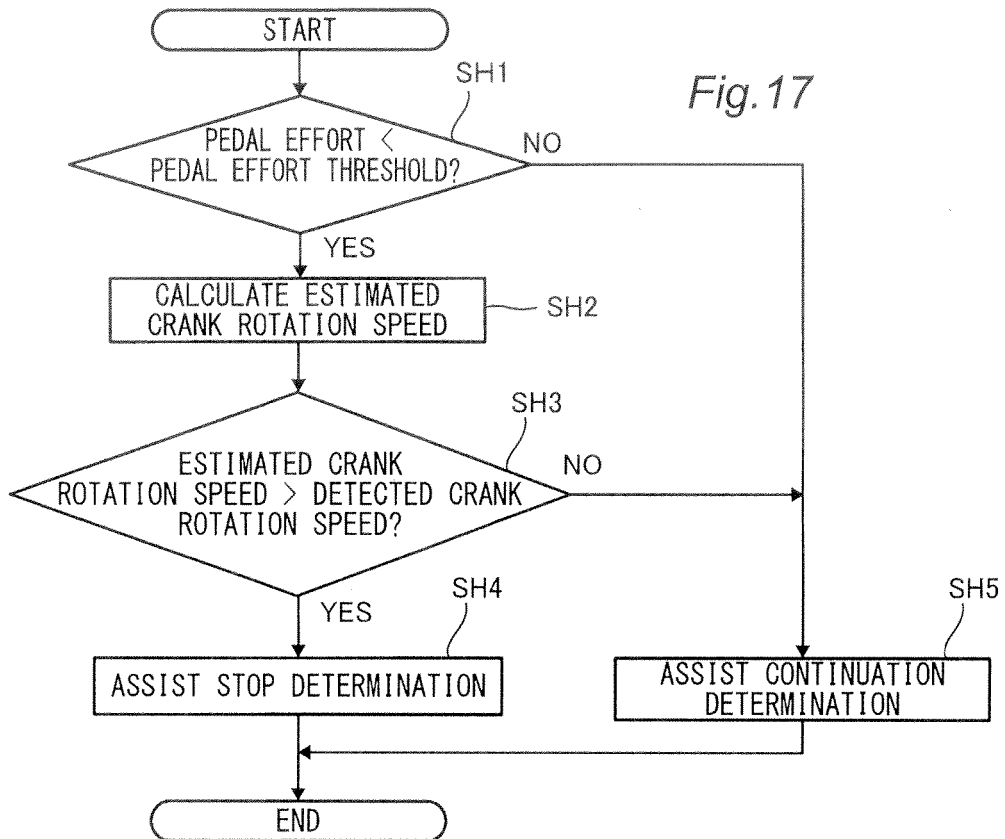 START
SH1
Fig.17
PEDAL EFFORT <
PEDAL EFFORT THRESHOLD?
NO
YES
CALCULATE ESTIMATED
CRANK ROTATION SPEED
SH2
SH3
ESTIMATED CRANK
ROTATION SPEED > DETECTED CRANK
ROTATION SPEED?
NO
YES
SH4
SH5
ASSIST STOP DETERMINATION
ASSIST CONTINUATION
DETERMINATION
END